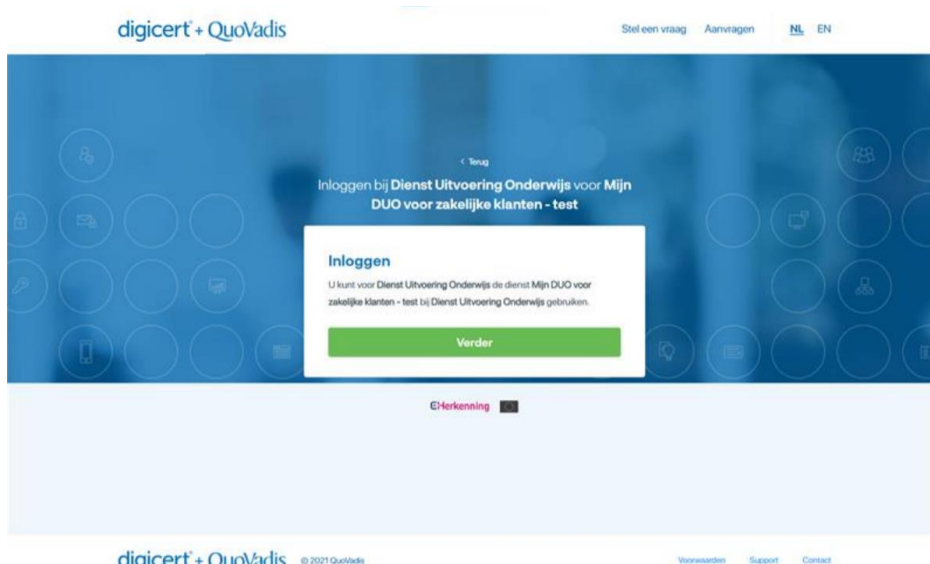 digicert® + QuoVadis
Stel een vraag Aanvragen NL EN
< Terug
Inloggen bij Dienst Uitvoering Onderwijs voor Mijn
DUO voor zakelijke klanten - test
Inloggen
U kunt voor Dienst Uitvoering Onderwijs de dienst Mijn DUO voor
zakelijke klanten - test bij Dienst Uitvoering Onderwijs gebruiken.
Verder
eHerkenning
digicert® + QuoVadis © 2021 QuoVadis Voorwaarden Support Contact